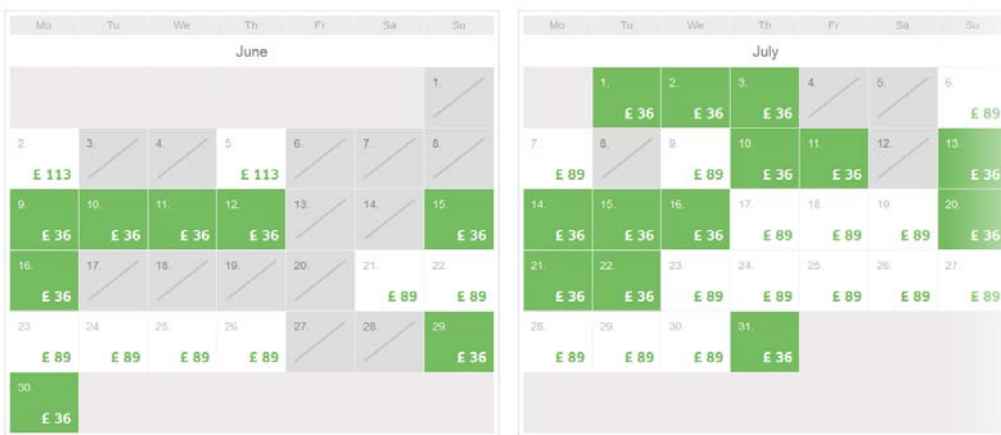 Mo Tu We Th Fr Sa Su
June
1.
2. 3. 4. 5. 6. 7. 8.
£ 113 £ 113
9. 10. 11. 12. 13. 14. 15.
£ 36 £ 36 £ 36 £ 36 £ 36
16. 17. 18. 19. 20. 21. 22.
£ 36 £ 89 £ 89
23. 24. 25. 26. 27. 28. 29.
£ 89 £ 89 £ 89 £ 89 £ 36
30.
£ 36
Mo Tu We Th Fr Sa Su
July
1. 2. 3. 4. 5. 6.
£ 36 £ 36 £ 36 £ 89
7. 8. 9. 10. 11. 12. 13.
£ 89 £ 89 £ 36 £ 36 £ 36
14. 15. 16. 17. 18. 19. 20.
£ 36 £ 36 £ 36 £ 89 £ 89 £ 89 £ 36
21. 22. 23. 24. 25. 26. 27.
£ 36 £ 36 £ 89 £ 89 £ 89 £ 89 £ 89
28. 29. 30. 31.
£ 89 £ 89 £ 89 £ 36